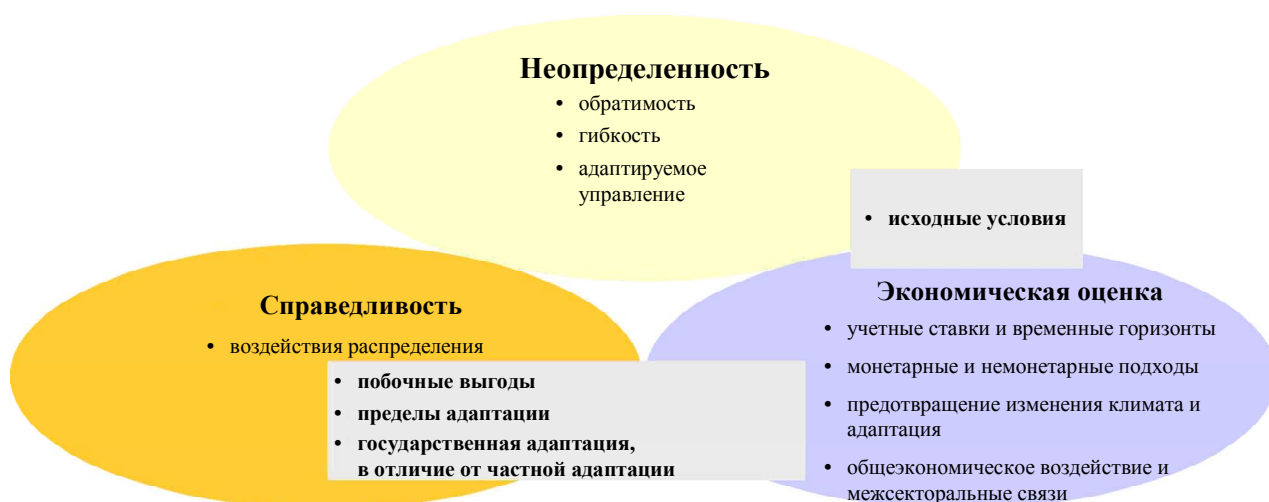 Неопределенность
• обратимость
• гибкость
• адаптируемое
управление
• исходные условия
Справедливость
• воздействия распределения
• побочные выгоды
• пределы адаптации
• государственная адаптация,
в отличие от частной адаптации
Экономическая оценка
• учетные ставки и временные горизонты
• монетарные и немонетарные подходы
• предотвращение изменения климата и
адаптация
• общеэкономическое воздействие и
межсекторальные связи